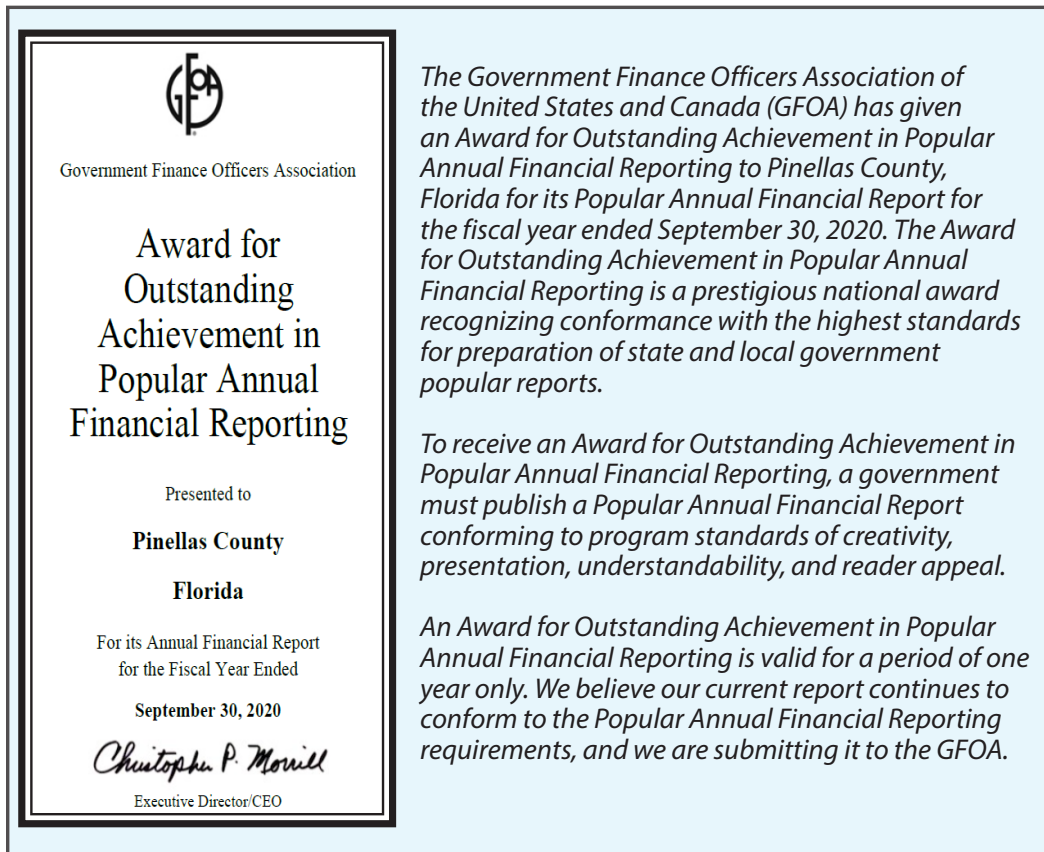 GFOA
Government Finance Officers Association
Award for
Outstanding
Achievement in
Popular Annual
Financial Reporting
Presented to
Pinellas County
Florida
For its Annual Financial Report
for the Fiscal Year Ended
September 30, 2020
Christopher P. Morrill
Executive Director/CEO
The Government Finance Officers Association of
the United States and Canada (GFOA) has given
an Award for Outstanding Achievement in Popular
Annual Financial Reporting to Pinellas County,
Florida for its Popular Annual Financial Report for
the fiscal year ended September 30, 2020. The Award
for Outstanding Achievement in Popular Annual
Financial Reporting is a prestigious national award
recognizing conformance with the highest standards
for preparation of state and local government
popular reports.
To receive an Award for Outstanding Achievement in
Popular Annual Financial Reporting, a government
must publish a Popular Annual Financial Report
conforming to program standards of creativity,
presentation, understandability, and reader appeal.
An Award for Outstanding Achievement in Popular
Annual Financial Reporting is valid for a period of one
year only. We believe our current report continues to
conform to the Popular Annual Financial Reporting
requirements, and we are submitting it to the GFOA.